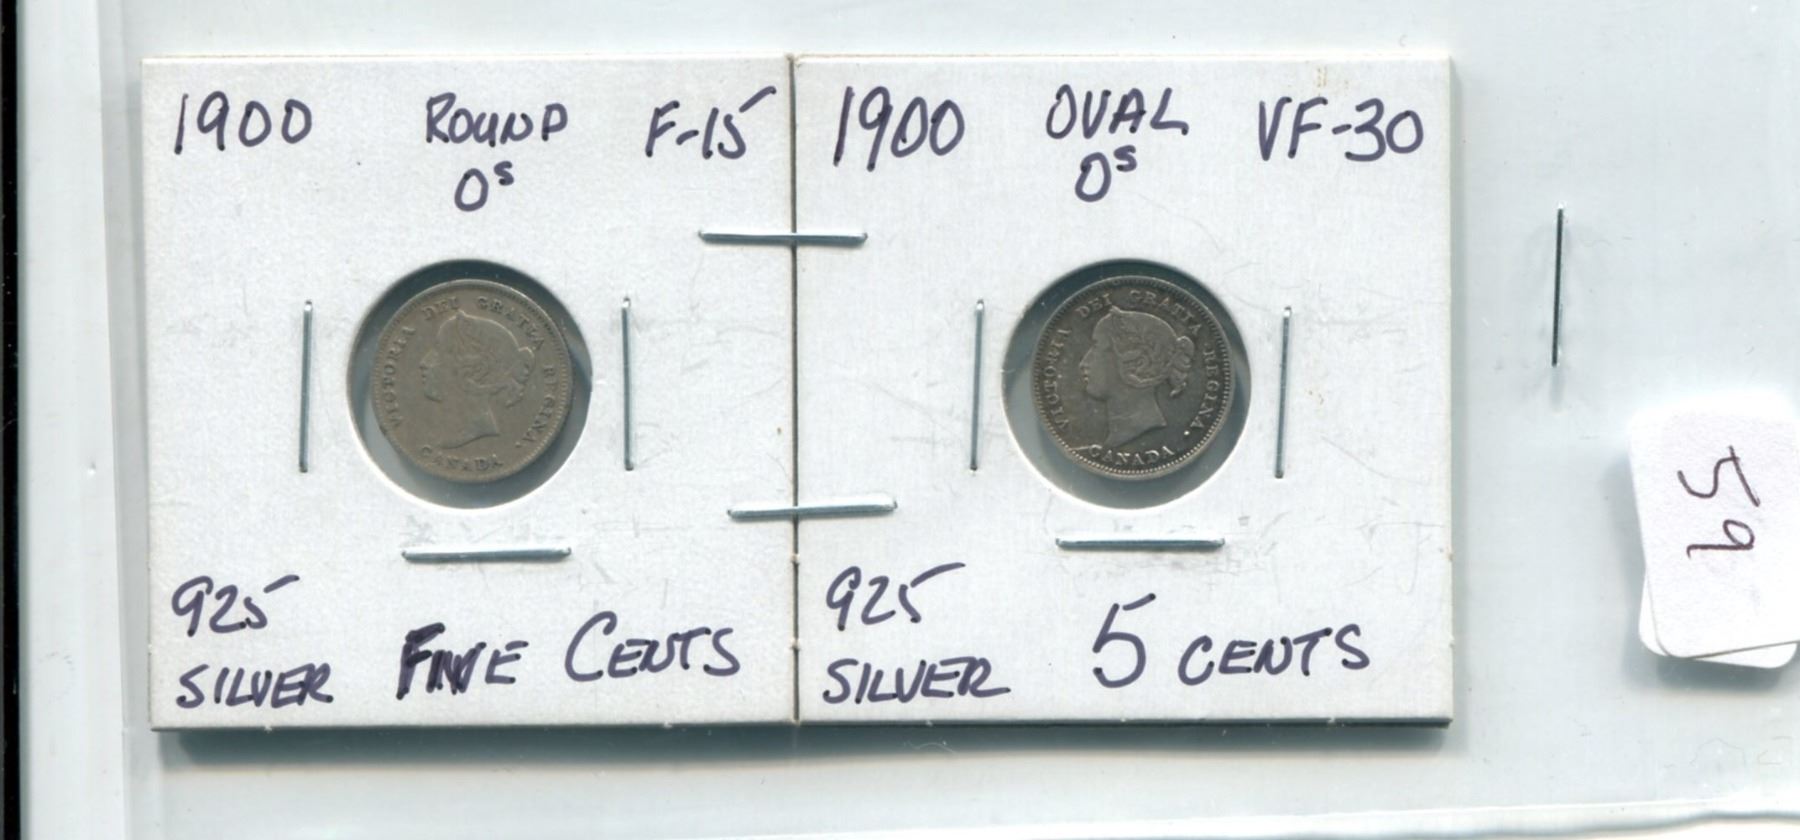 1900 ROUND F-15
0s
VICTORIA DEI GRATIA REGINA.
CANADA
925
SILVER FIVE CENTS
1900 OVAL VF-30
0s
VICTORIA DEI GRATIA REGINA.
CANADA.
925
SILVER 5 CENTS
59